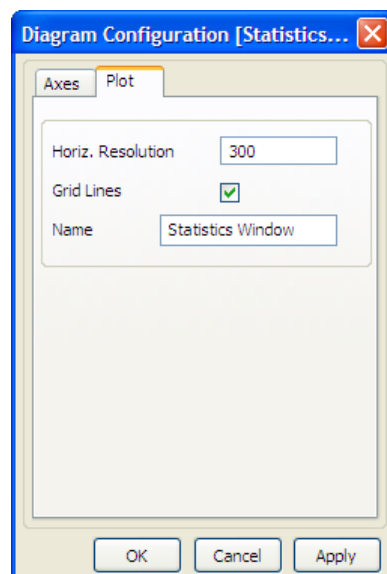 Diagram Configuration [Statistics...
Axes Plot
Horiz. Resolution 300
Grid Lines
Name Statistics Window
OK Cancel Apply